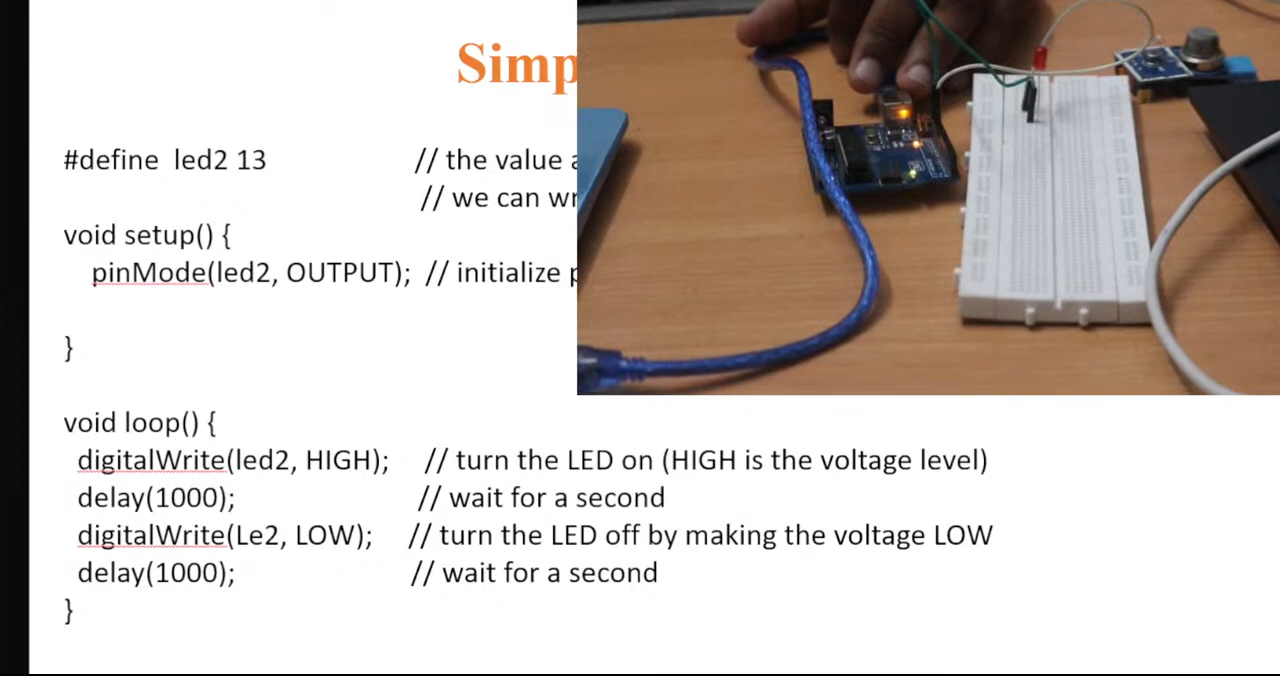 Simp
#define led2 13 // the value a
// we can wr
void setup() {
pinMode(led2, OUTPUT); // initialize p
}
void loop() {
digitalWrite(led2, HIGH); // turn the LED on (HIGH is the voltage level)
delay(1000); // wait for a second
digitalWrite(Le2, LOW); // turn the LED off by making the voltage LOW
delay(1000); // wait for a second
}